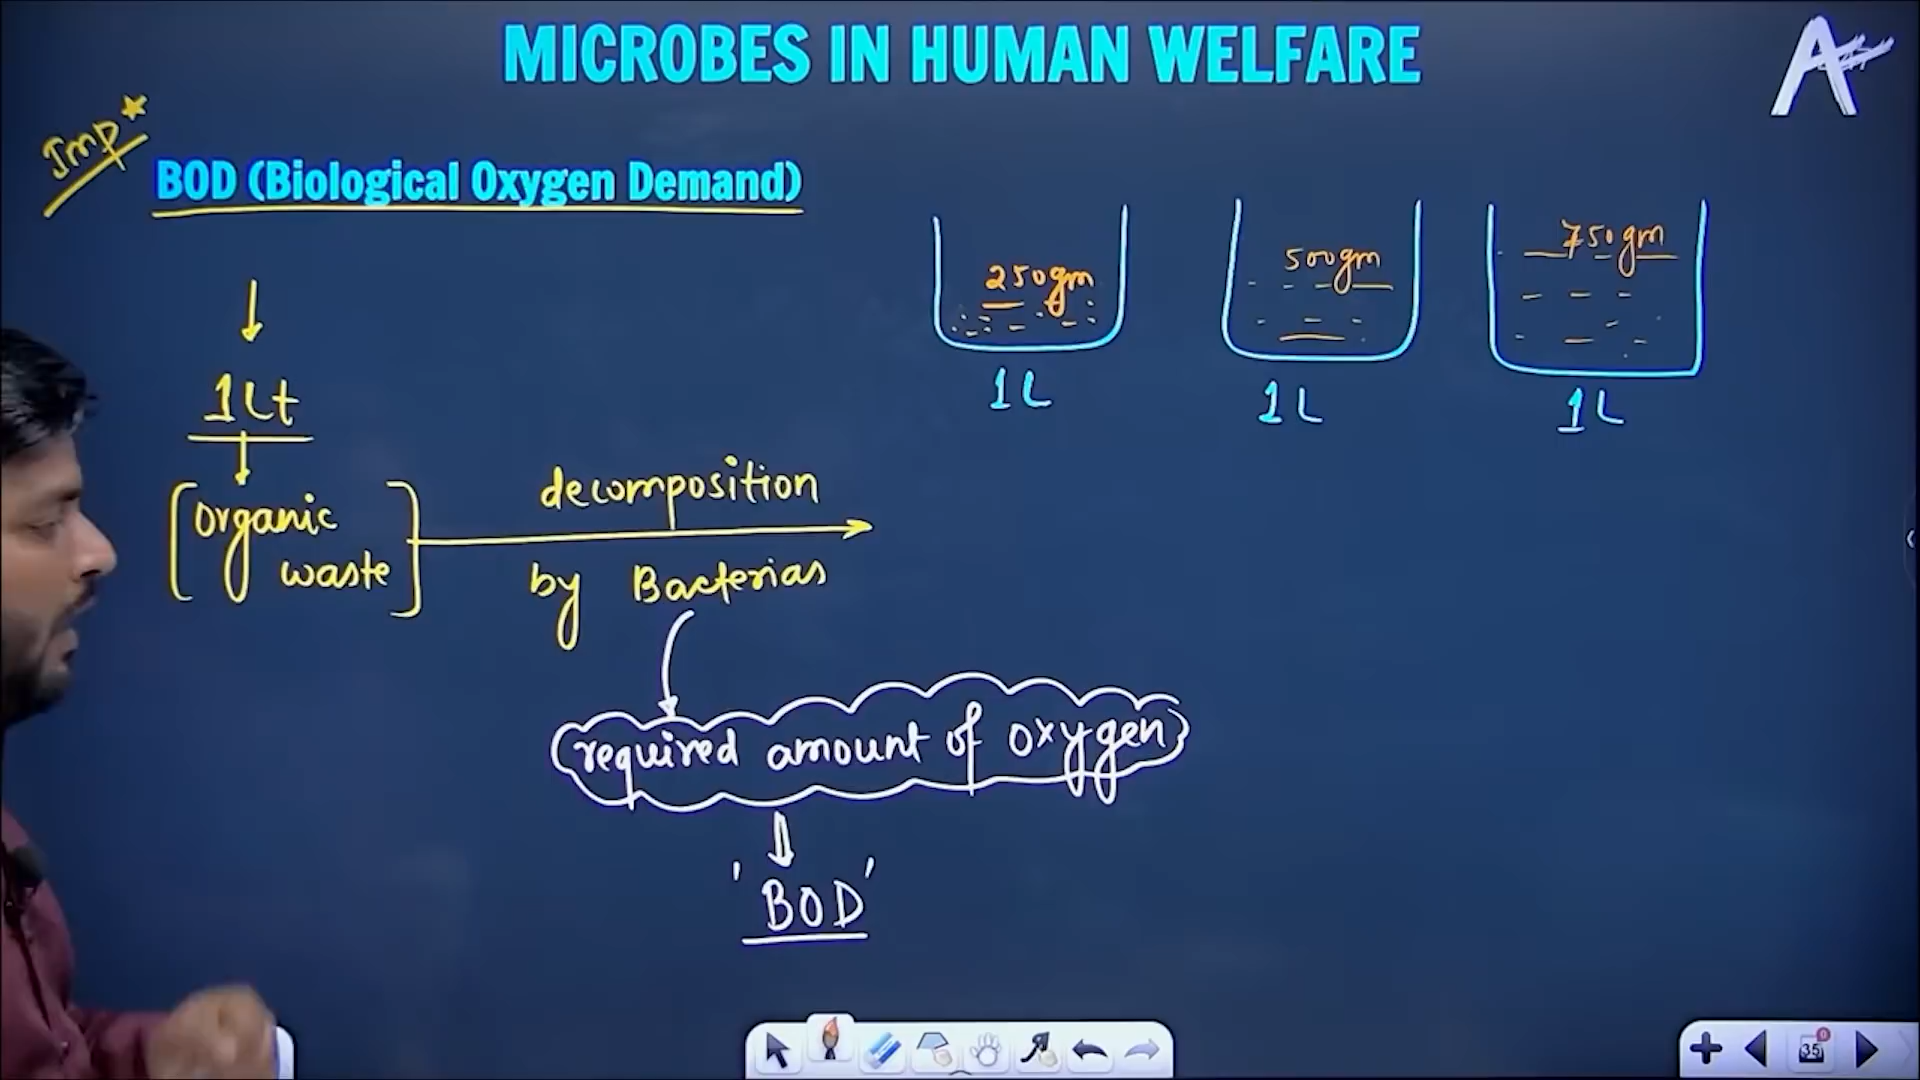 MICROBES IN HUMAN WELFARE
Imp*
BOD (Biological Oxygen Demand)
250gm
500gm
750gm
1L
1L
1L
1Lt
organic
waste
decomposition
by Bacterias
required amount of oxygen
'BOD'
35